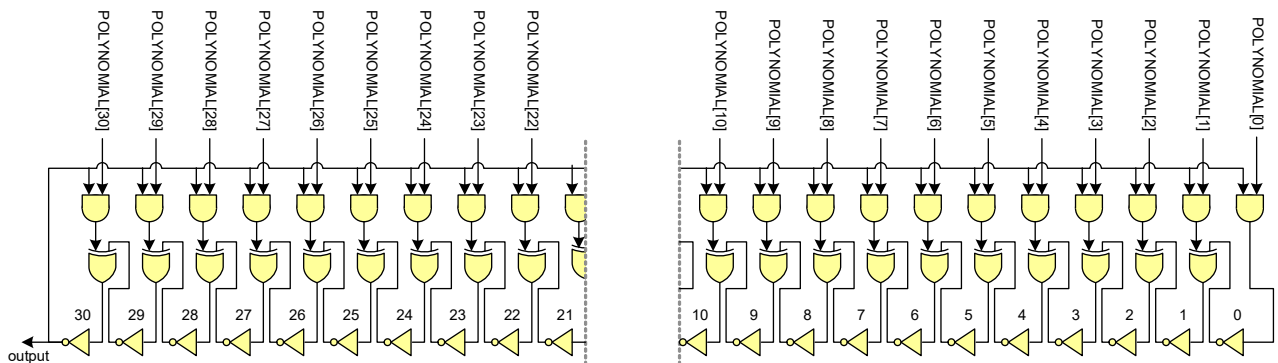 POLYNOMIAL[30]
POLYNOMIAL[29]
POLYNOMIAL[28]
POLYNOMIAL[27]
POLYNOMIAL[26]
POLYNOMIAL[25]
POLYNOMIAL[24]
POLYNOMIAL[23]
POLYNOMIAL[22]
POLYNOMIAL[10]
POLYNOMIAL[9]
POLYNOMIAL[8]
POLYNOMIAL[7]
POLYNOMIAL[6]
POLYNOMIAL[5]
POLYNOMIAL[4]
POLYNOMIAL[3]
POLYNOMIAL[2]
POLYNOMIAL[1]
POLYNOMIAL[0]
30 29 28 27 26 25 24 23 22 21 10 9 8 7 6 5 4 3 2 1 0
output